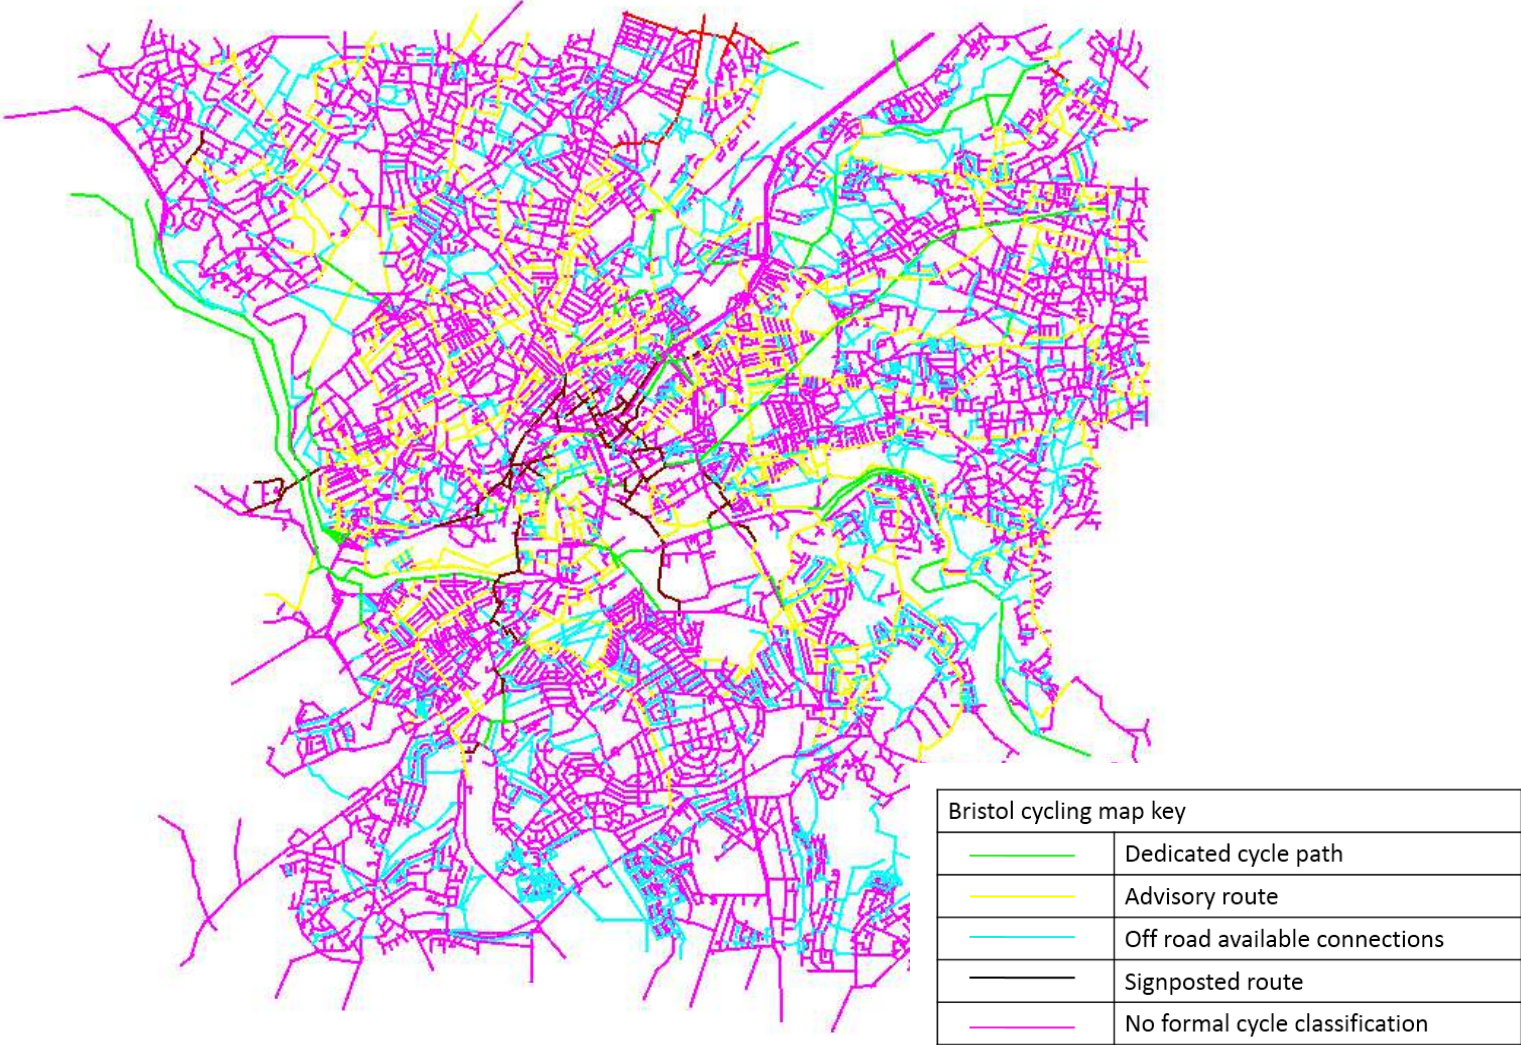 Bristol cycling map key
Dedicated cycle path
Advisory route
Off road available connections
Signposted route
No formal cycle classification